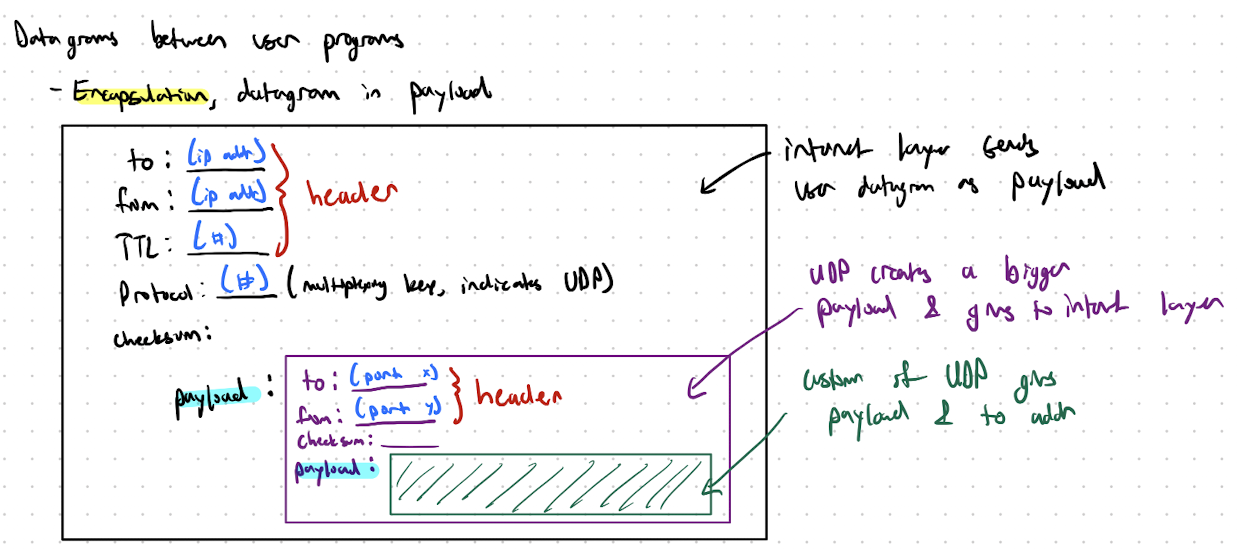 Datagrams between user programs
- Encapsulation, datagram in payload
to: (ip addr)
from: (ip addr)
TTL: (#)
header
Protocol: (#) (multiplexing key, indicates UDP)
checksum:
payload:
to: (port x)
from: (port y)
header
checksum:
payload:
internet layer sends
user datagram as payload
UDP creates a bigger
payload & gives to internet layer
custom of UDP gives
payload & to addr